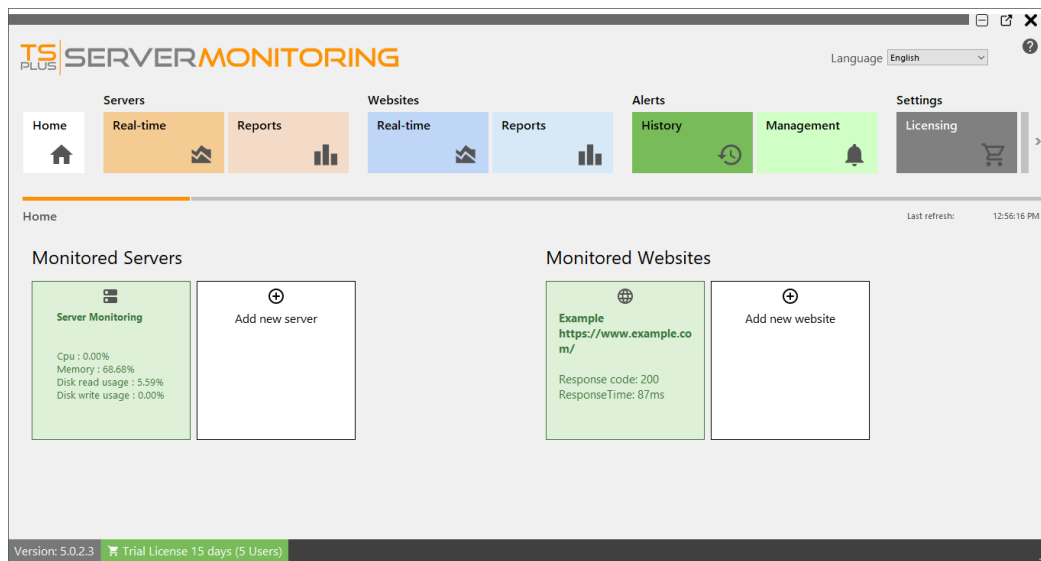 TS
PLUS
SERVERMONITORING
Language English
Servers
Websites
Alerts
Settings
Home
Real-time
Reports
Real-time
Reports
History
Management
Licensing
Home
Last refresh: 12:56:16 PM
Monitored Servers
Monitored Websites
Server Monitoring
Cpu : 0.00%
Memory : 68.68%
Disk read usage : 5.59%
Disk write usage : 0.00%
Add new server
Example
https://www.example.co
m/
Response code: 200
ResponseTime: 87ms
Add new website
Version: 5.0.2.3
Trial License 15 days (5 Users)